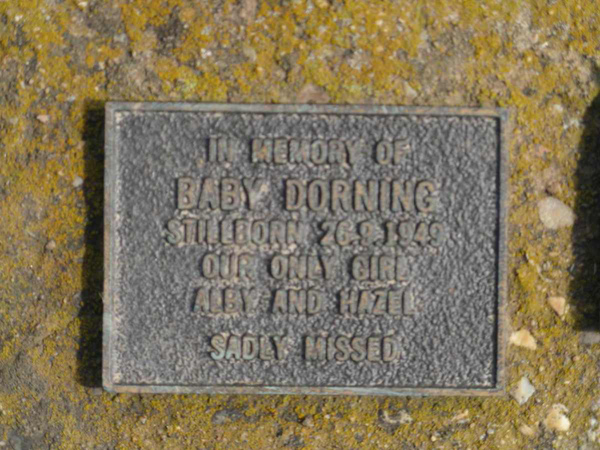 IN MEMORY OF
BABY DORNING
STILLBORN 26.9.1949
OUR ONLY GIRL
ALBY AND HAZEL
SADLY MISSED.